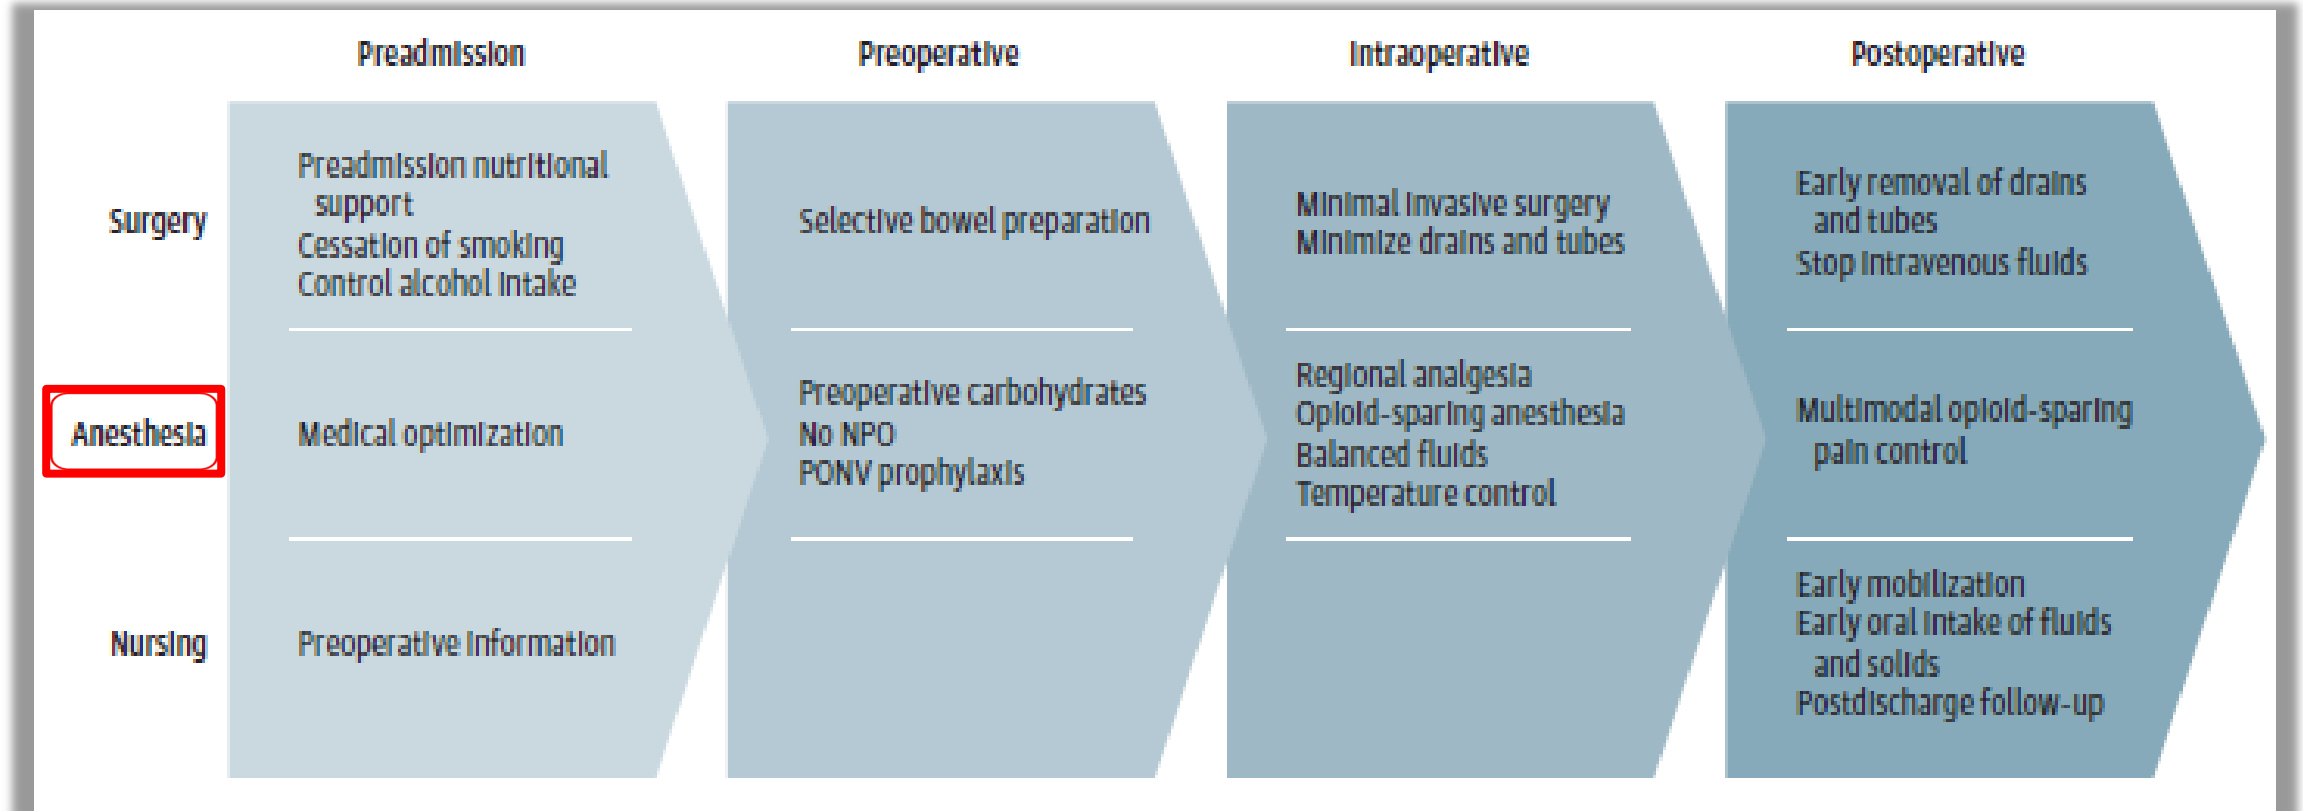 Preadmission
Preoperative
Intraoperative
Postoperative
Surgery
Preadmission nutritional
support
Cessation of smoking
Control alcohol intake
Selective bowel preparation
Minimal invasive surgery
Minimize drains and tubes
Early removal of drains
and tubes
Stop intravenous fluids
Anesthesia
Medical optimization
Preoperative carbohydrates
No NPO
PONV prophylaxis
Regional analgesia
Opioid-sparing anesthesia
Balanced fluids
Temperature control
Multimodal opioid-sparing
pain control
Nursing
Preoperative information
Early mobilization
Early oral intake of fluids
and solids
Postdischarge follow-up